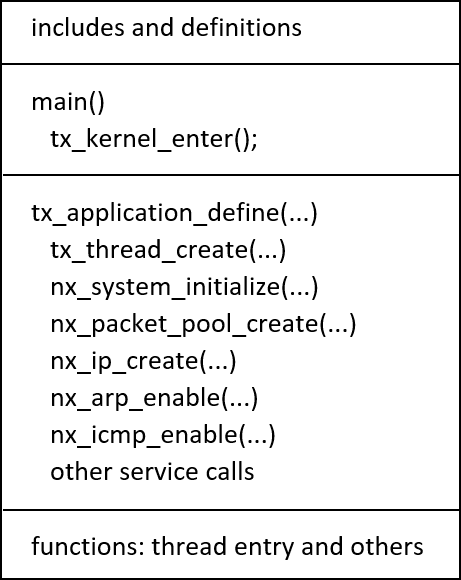 includes and definitions
main()
tx_kernel_enter();
tx_application_define(...)
tx_thread_create(...)
nx_system_initialize(...)
nx_packet_pool_create(...)
nx_ip_create(...)
nx_arp_enable(...)
nx_icmp_enable(...)
other service calls
functions: thread entry and others